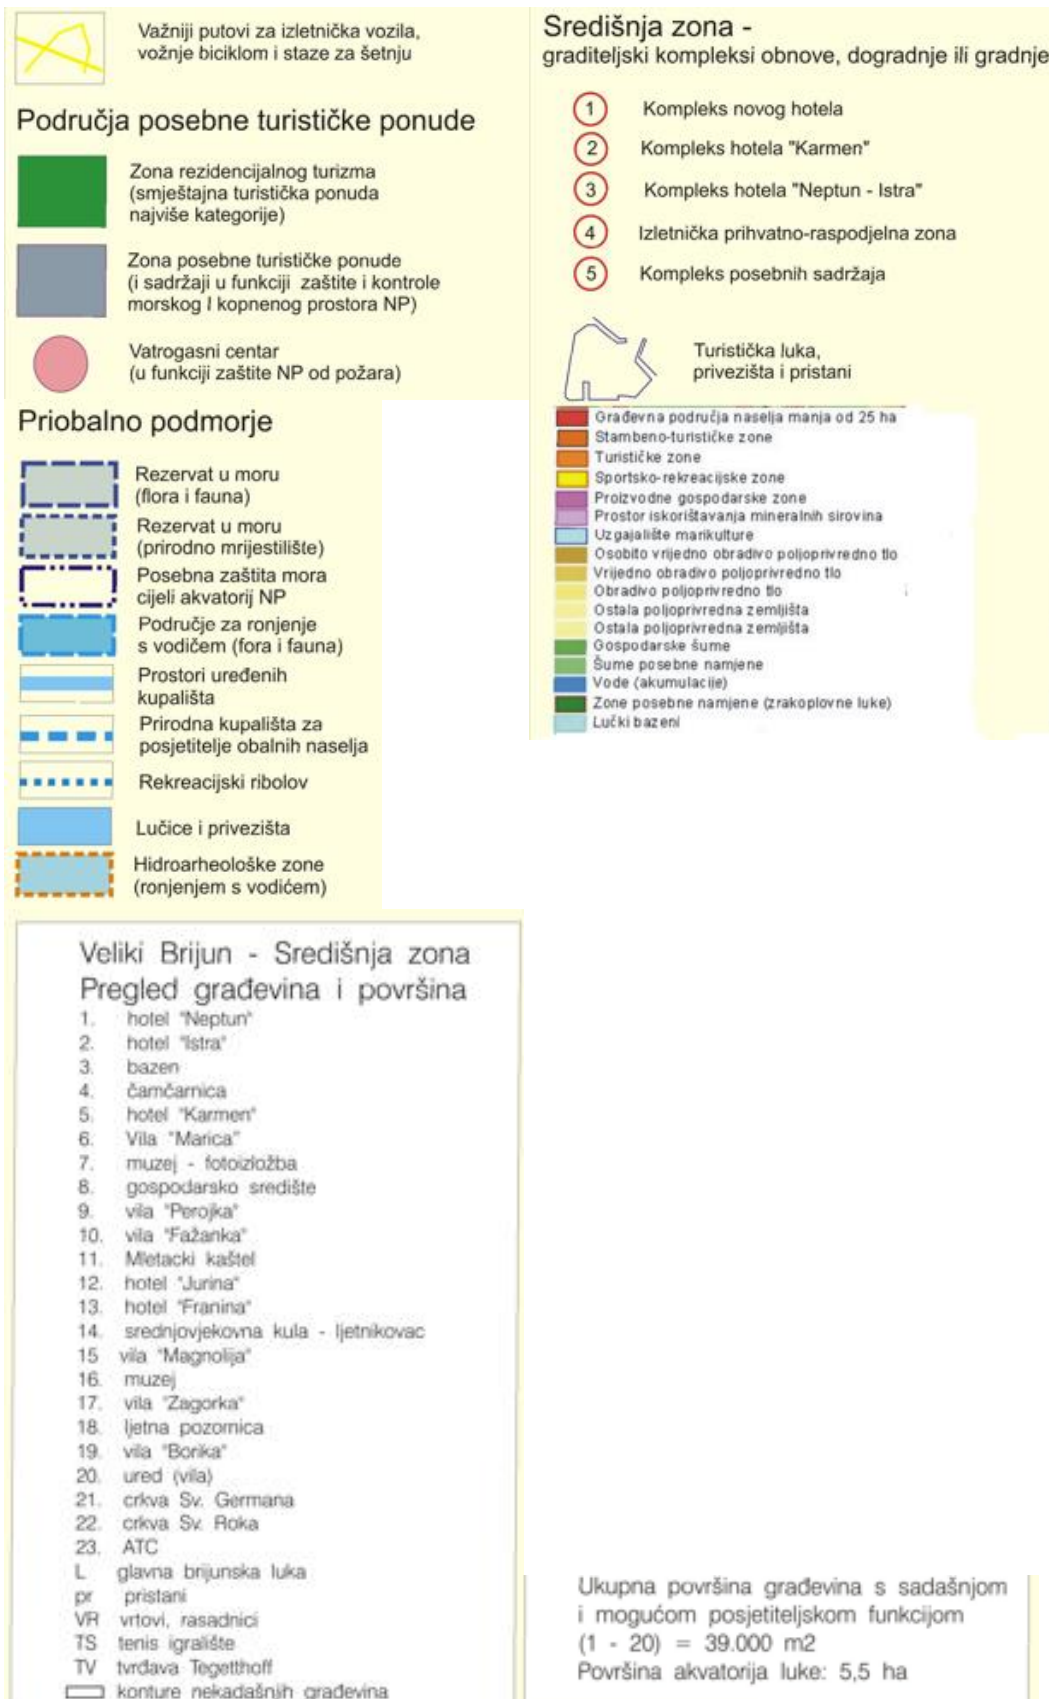 Važniji putovi za izletnička vozila,
vožnje biciklom i staze za šetnju
Područja posebne turističke ponude
Zona rezidencijalnog turizma
(smještajna turistička ponuda
najviše kategorije)
Zona posebne turističke ponude
(i sadržaji u funkciji zaštite i kontrole
morskog I kopnenog prostora NP)
Vatrogasni centar
(u funkciji zaštite NP od požara)
Priobalno podmorje
Rezervat u moru
(flora i fauna)
Rezervat u moru
(prirodno mrijestilište)
Posebna zaštita mora
cijeli akvatorij NP
Područje za ronjenje
s vodičem (fora i fauna)
Prostori uređenih
kupališta
Prirodna kupališta za
posjetitelje obalnih naselja
Rekreacijski ribolov
Lučice i privezišta
Hidroarheološke zone
(ronjenjem s vodićem)
Središnja zona -
graditeljski kompleksi obnove, dogradnje ili gradnje
1 Kompleks novog hotela
2 Kompleks hotela "Karmen"
3 Kompleks hotela "Neptun - Istra"
4 Izletnička prihvatno-raspodjelna zona
5 Kompleks posebnih sadržaja
Turistička luka,
privezišta i pristani
Građevna područja naselja manja od 25 ha
Stambeno-turističke zone
Turističke zone
Sportsko-rekreacijske zone
Proizvodne gospodarske zone
Prostor iskorištavanja mineralnih sirovina
Uzgajalište marikulture
Osobito vrijedno obradivo poljoprivredno tlo
Vrijedno obradivo poljoprivredno tlo
Obradivo poljoprivredno tlo
Ostala poljoprivredna zemljišta
Ostala poljoprivredna zemljišta
Gospodarske šume
Šume posebne namjene
Vode (akumulacije)
Zone posebne namjene (zrakoplovne luke)
Lučki bazeni
Veliki Brijun - Središnja zona
Pregled građevina i površina
1. hotel "Neptun"
2. hotel "Istra"
3. bazen
4. čamčarnica
5. hotel "Karmen"
6. Vila "Marica"
7. muzej - fotoizložba
8. gospodarsko središte
9. vila "Perojka"
10. vila "Fažanka"
11. Mletacki kaštel
12. hotel "Jurina"
13. hotel "Franina"
14. srednjovjekovna kula - ljetnikovac
15 vila "Magnolija"
16. muzej
17. vila "Zagorka"
18. ljetna pozornica
19. vila "Borika"
20. ured (vila)
21. crkva Sv. Germana
22. crkva Sv. Roka
23. ATC
L glavna brijunska luka
pr pristani
VR vrtovi, rasadnici
TS tenis igralište
TV tvrđava Tegetthoff
konture nekadašnjih građevina
Ukupna površina građevina s sadašnjom
i mogućom posjetiteljskom funkcijom
(1 - 20) = 39.000 m2
Površina akvatorija luke: 5,5 ha